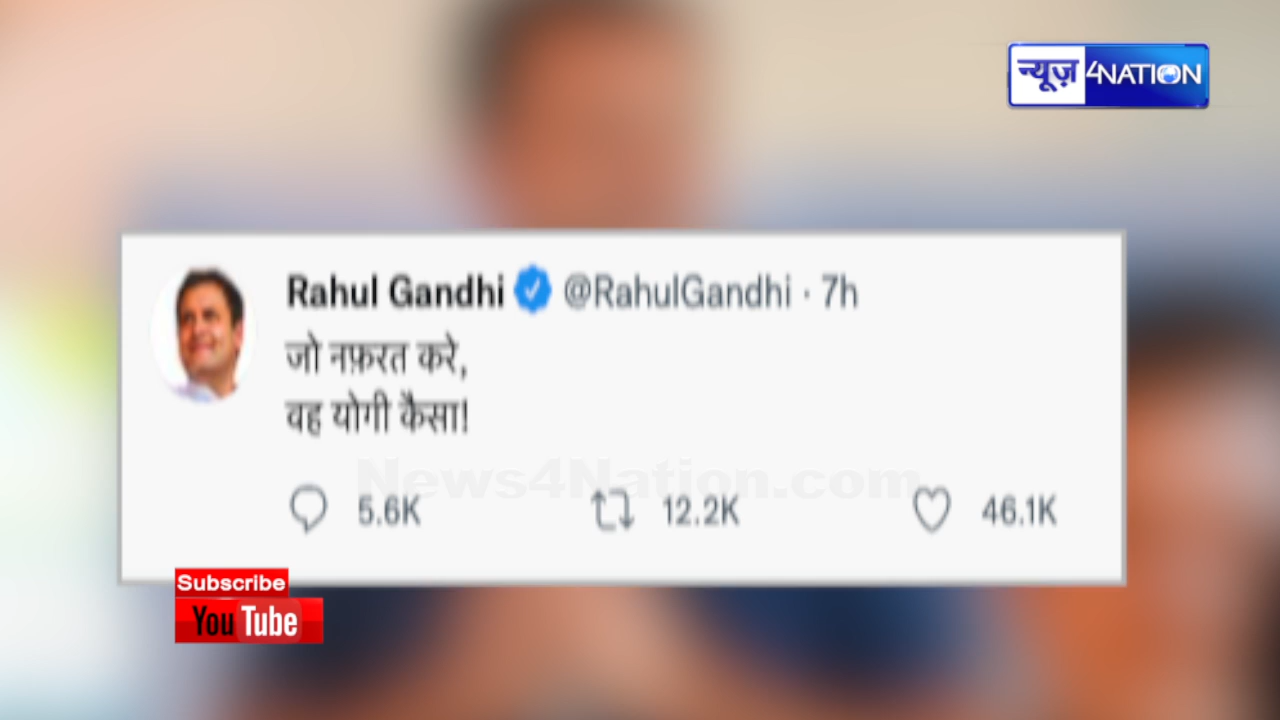 न्यूज़ 4NATION
Rahul Gandhi @RahulGandhi · 7h
जो नफ़रत करे,
वह योगी कैसा!
News4Nation.com
5.6K 12.2K 46.1K
Subscribe
YouTube